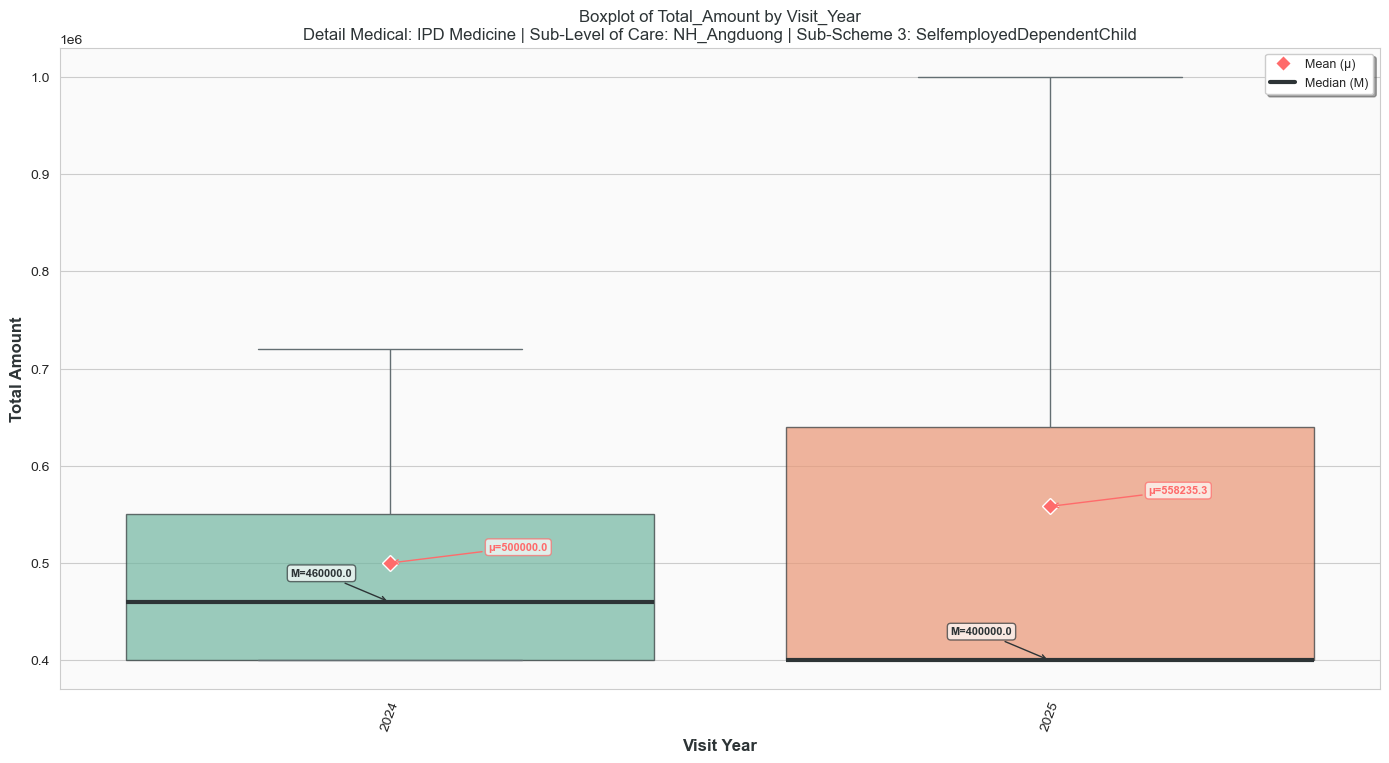 Boxplot of Total_Amount by Visit_Year
Detail Medical: IPD Medicine | Sub-Level of Care: NH_Angduong | Sub-Scheme 3: SelfemployedDependentChild
1e6
Mean (μ)
Median (M)
1.0
0.9
0.8
0.7
0.6
0.5
0.4
Total Amount
μ=500000.0
M=460000.0
μ=558235.3
M=400000.0
2024
2025
Visit Year